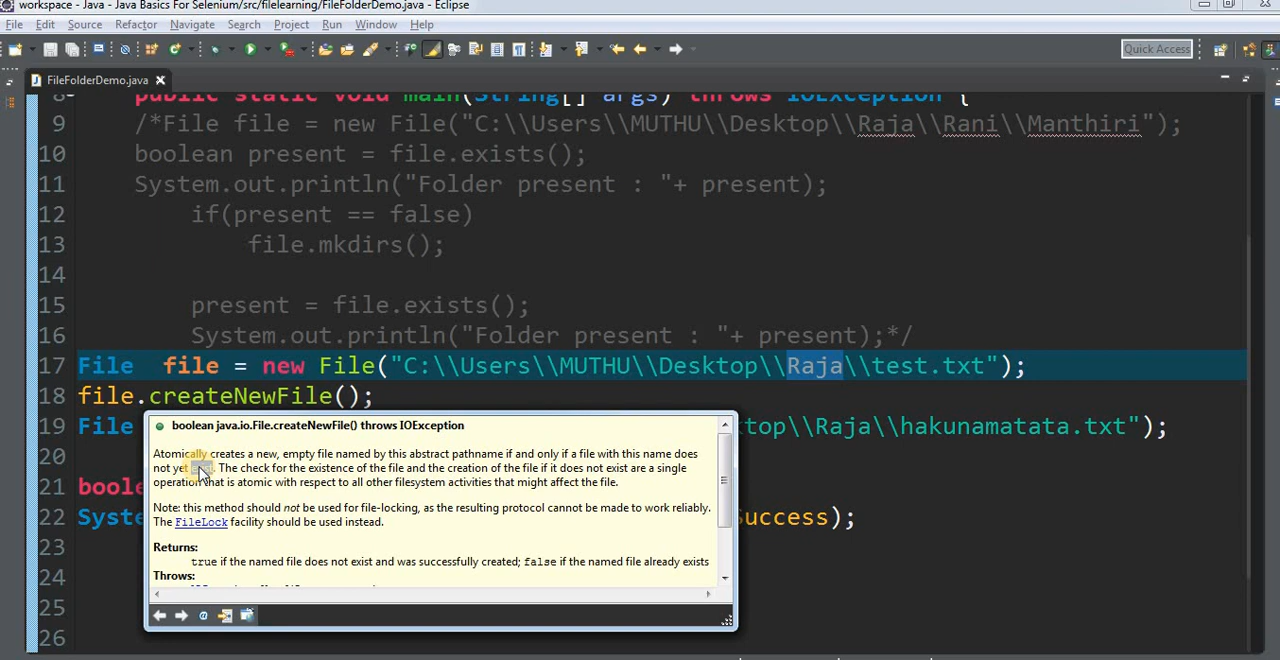 workspace - Java - Java Basics For Selenium/src/filelearning/FileFolderDemo.java - Eclipse
File Edit Source Refactor Navigate Search Project Run Window Help
Quick Access
FileFolderDemo.java
8 public static void main(String[] args) throws IOException {
9 /*File file = new File("C:\\Users\\MUTHU\\Desktop\\Raja\\Rani\\Manthiri");
10 boolean present = file.exists();
11 System.out.println("Folder present : "+ present);
12 if(present == false)
13 file.mkdirs();
14
15 present = file.exists();
16 System.out.println("Folder present : "+ present);*/
17 File file = new File("C:\\Users\\MUTHU\\Desktop\\Raja\\test.txt");
18 file.createNewFile();
19 File top\\Raja\\hakunamatata.txt");
20
21 boole
22 Syste Success);
23
24
25
26
boolean java.io.File.createNewFile() throws IOException
Atomically creates a new, empty file named by this abstract pathname if and only if a file with this name does
not yet exist. The check for the existence of the file and the creation of the file if it does not exist are a single
operation that is atomic with respect to all other filesystem activities that might affect the file.
Note: this method should not be used for file-locking, as the resulting protocol cannot be made to work reliably.
The FileLock facility should be used instead.
Returns:
true if the named file does not exist and was successfully created; false if the named file already exists
Throws: